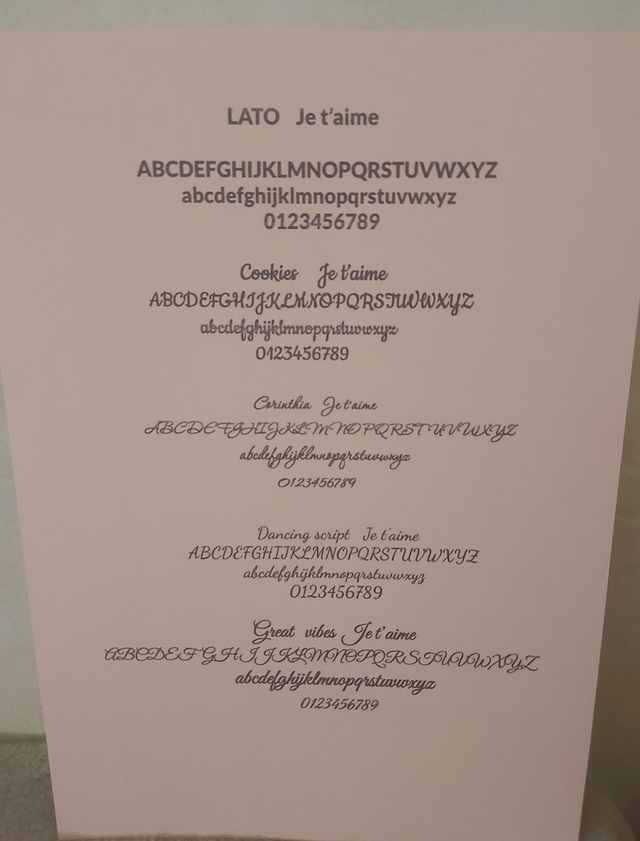 LATO Je t'aime
ABCDEFGHIJKLMNOPQRSTUVWXYZ
abcdefghijklmnopqrstuvwxyz
0123456789
Cookies Je t'aime
ABCDEFGHIJKLMNOPQRSTUVWXYZ
abcdefghijklmnopqrstuvwxyz
0123456789
Corinthia Je t'aime
ABCDEFGHIJKLMNOPQRSTUVWXYZ
abcdefghijklmnopqrstuvwxyz
0123456789
Dancing script Je t'aime
ABCDEFGHIJKLMNOPQRSTUVWXYZ
abcdefghijklmnopqrstuvwxyz
0123456789
Great vibes Je t'aime
ABCDEFGHIJKLMNOPQRSTUVWXYZ
abcdefghijklmnopqrstuvwxyz
0123456789